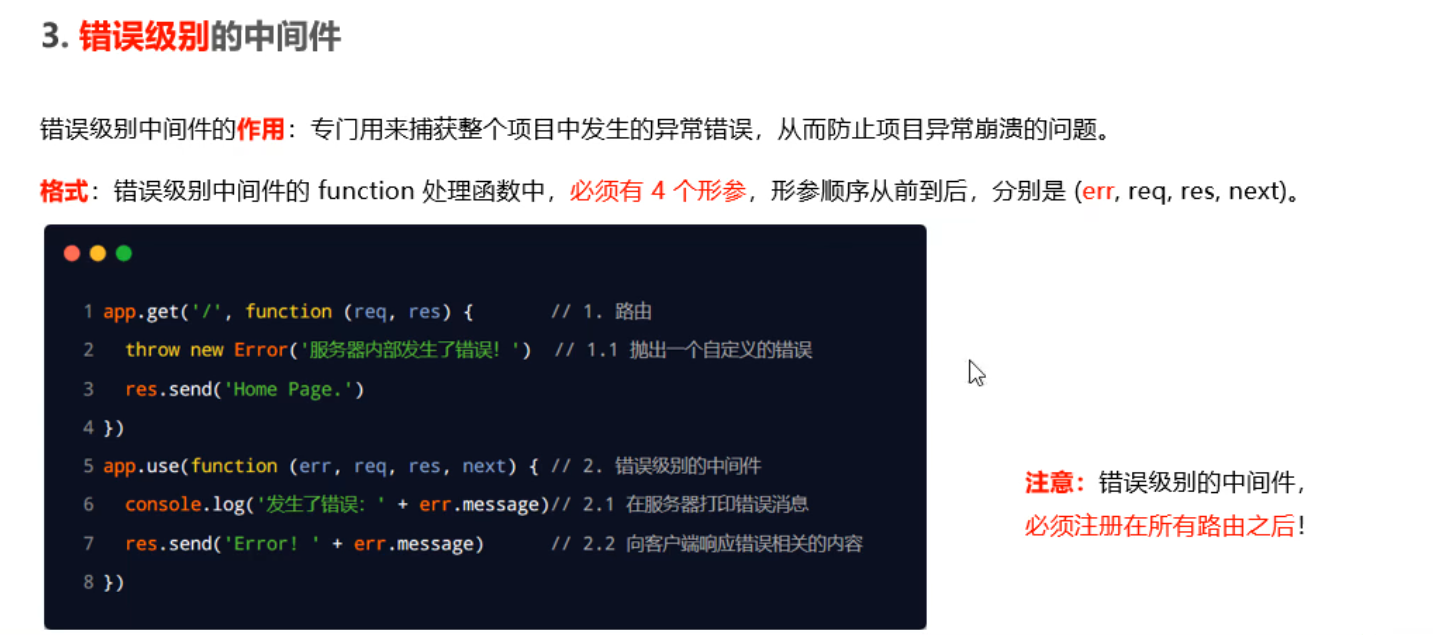 3. 错误级别的中间件
错误级别中间件的作用：专门用来捕获整个项目中发生的异常错误，从而防止项目异常崩溃的问题。
格式：错误级别中间件的 function 处理函数中，必须有 4 个形参，形参顺序从前到后，分别是 (err, req, res, next)。
1 app.get('/', function (req, res) { // 1. 路由
2 throw new Error('服务器内部发生了错误！') // 1.1 抛出一个自定义的错误
3 res.send('Home Page.')
4 })
5 app.use(function (err, req, res, next) { // 2. 错误级别的中间件
6 console.log('发生了错误：' + err.message)// 2.1 在服务器打印错误消息
7 res.send('Error! ' + err.message) // 2.2 向客户端响应错误相关的内容
8 })
注意：错误级别的中间件，
必须注册在所有路由之后！